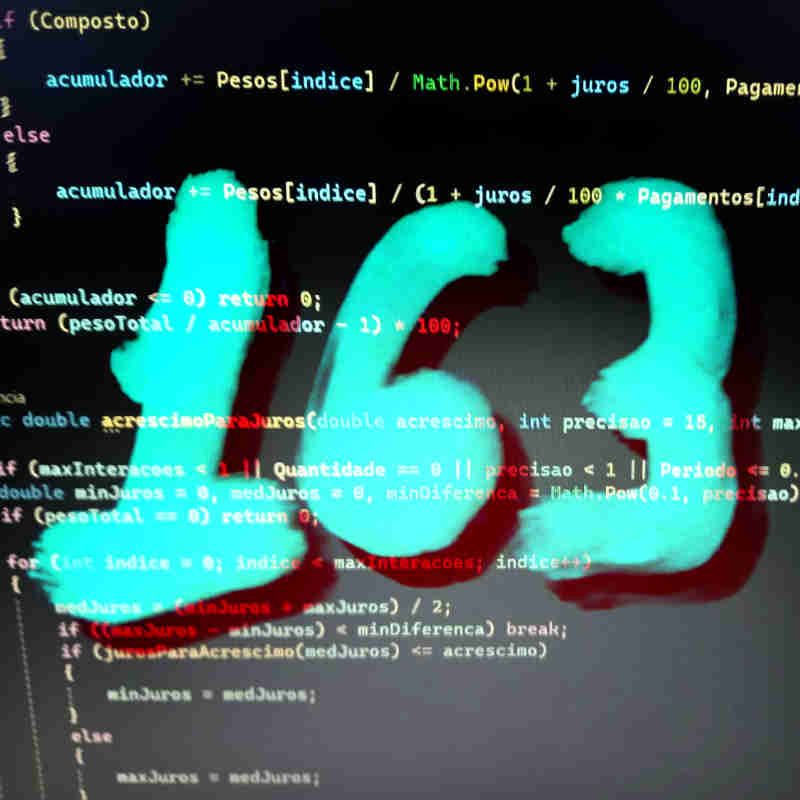 if (Composto)
{
acumulador += Pesos[indice] / Math.Pow(1 + juros / 100,
}
else
{
acumulador += Pesos[indice] / (1 + juros / 100 * Pagamentos[ind
}
(acumulador <= 0) return 0;
turn (pesoTotal / acumulador - 1) * 100;
163
ncia
c double acrescimoParaJuros(double acrescimo, int precisao = 15, int max
if (maxInteracoes < 1 || Quantidade == 0 || precisao < 1 || Periodo <= 0.
double minJuros = 0, medJuros = 0, minDiferenca = Math.Pow(0.1, precisao)
if (pesoTotal == 0) return 0;
for (int indice = 0; indice < maxInteracoes; indice++)
{
medJuros = (minJuros + maxJuros) / 2;
if ((maxJuros - minJuros) < minDiferenca) break;
if (jurosParaAcrescimo(medJuros) <= acrescimo)
{
minJuros = medJuros;
}
else
{
maxJuros = medJuros;
}